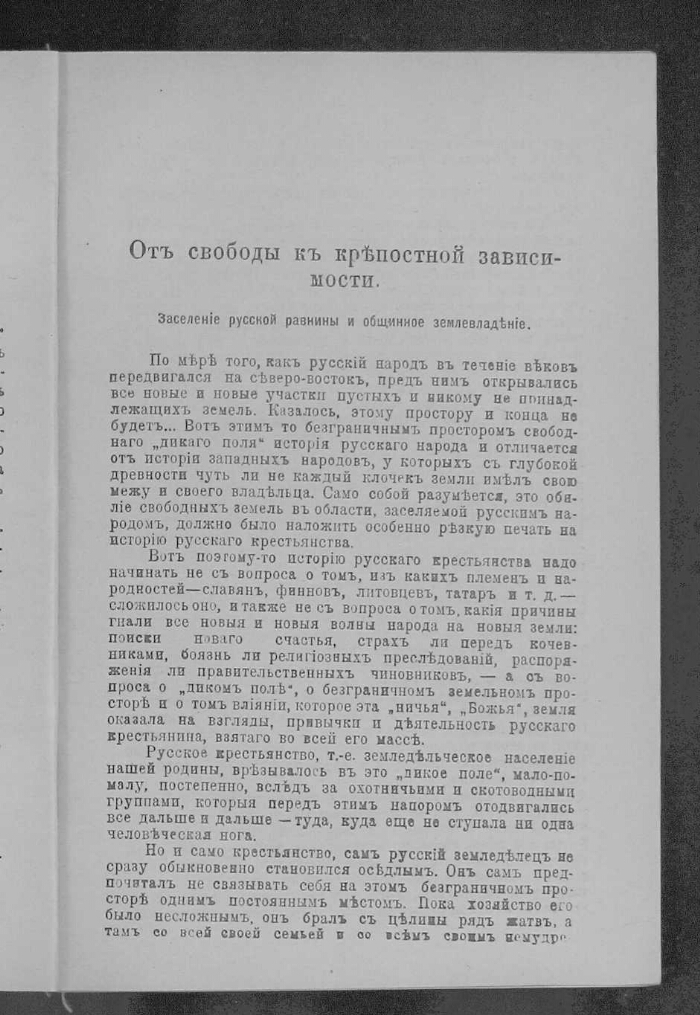 Отъ свободы къ крѣпостной зависи-
мости.
Заселеніе русской равнины и общинное землевладѣніе.
По мѣрѣ того, какъ русскій народъ въ теченіе вѣковъ
передвигался на сѣверо-востокъ, предъ нимъ открывались
все новые и новые участки пустыхъ и никому не принад-
лежащихъ земель. Казалось, этому простору и конца не
будетъ... Вотъ этимъ то безграничнымъ просторомъ свобод-
наго „дикаго поля“ исторія русскаго народа и отличается
отъ исторіи западныхъ народовъ, у которыхъ съ глубокой
древности чуть ли не каждый клочекъ земли имѣлъ свою
межу и своего владѣльца. Само собой разумѣется, это оби-
ліе свободныхъ земель въ области, заселяемой русскимъ на-
родомъ, должно было наложить особенно рѣзкую печать на
исторію русскаго крестьянства.
Вотъ поэтому-то исторію русскаго крестьянства надо
начинать не съ вопроса о томъ, изъ какихъ племенъ и на-
родностей—славянъ, финновъ, литовцевъ, татаръ и т. д.—
сложилось оно, и также не съ вопроса о томъ, какія причины
гнали все новыя и новыя волны народа на новыя земли:
поиски новаго счастья, страхъ ли передъ кочев-
никами, боязнь ли религіозныхъ преслѣдованій, распоря-
женія ли правительственныхъ чиновниковъ, — а съ во-
проса о „дикомъ полѣ“, о безграничномъ земельномъ про-
сторѣ и о томъ вліяніи, которое эта „ничья“, „Божья“, земля
оказала на взгляды, привычки и дѣятельность русскаго
крестьянина, взятаго во всей его массѣ.
Русское крестьянство, т.-е. земледѣльческое населеніе
нашей родины, врѣзывалось въ это „дикое поле“, мало-по-
малу, постепенно, вслѣдъ за охотничьими и скотоводными
группами, которыя передъ этимъ напоромъ отодвигались
все дальше и дальше—туда, куда еще не ступала ни одна
человѣческая нога.
Но и само крестьянство, самъ русскій земледѣлецъ не
сразу обыкновенно становился осѣдлымъ. Онъ самъ пред-
почиталъ не связывать себя на этомъ безграничномъ про-
сторѣ однимъ постояннымъ мѣстомъ. Пока хозяйство его
было несложнымъ, онъ бралъ съ цѣлины рядъ жатвъ, а
тамъ со всей своей семьей и со всѣмъ своимъ немудре-